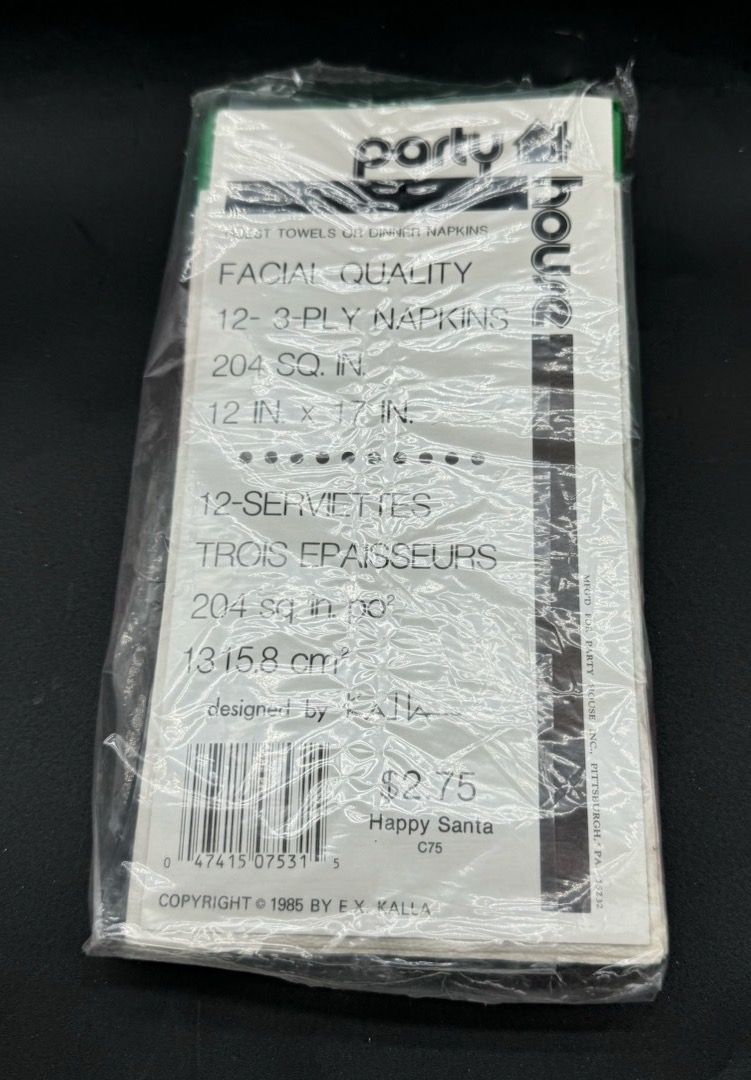 party
house
GUEST TOWELS OR DINNER NAPKINS
FACIAL QUALITY
12- 3-PLY NAPKINS
204 SQ. IN.
12 IN. x 17 IN.
12-SERVIETTES
TROIS EPAISSEURS
204 sq in. po²
1315.8 cm²
designed by Kalla
$2.75
Happy Santa
C75
0 47415 07531 5
COPYRIGHT © 1985 BY E.X. KALLA
MFG'D FOR PARTY HOUSE INC., PITTSBURGH, PA